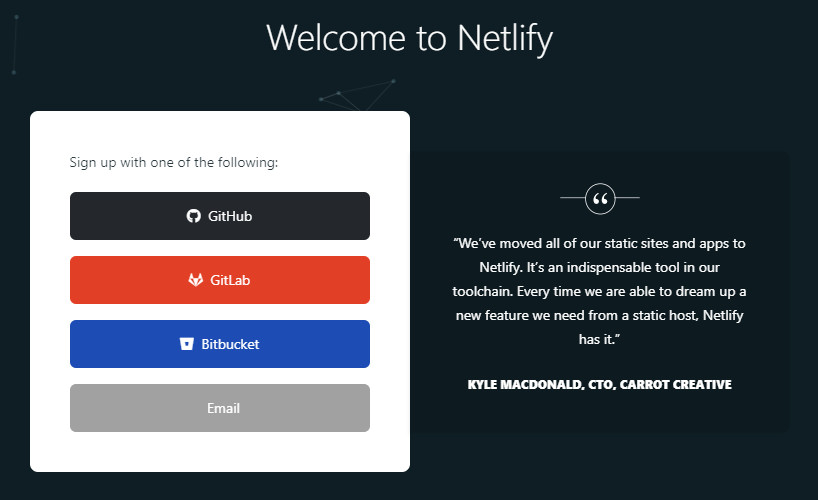 Welcome to Netlify
Sign up with one of the following:
GitHub
GitLab
Bitbucket
Email
“We’ve moved all of our static sites and apps to
Netlify. It’s an indispensable tool in our
toolchain. Every time we are able to dream up a
new feature we need from a static host, Netlify
has it.”
KYLE MACDONALD, CTO, CARROT CREATIVE